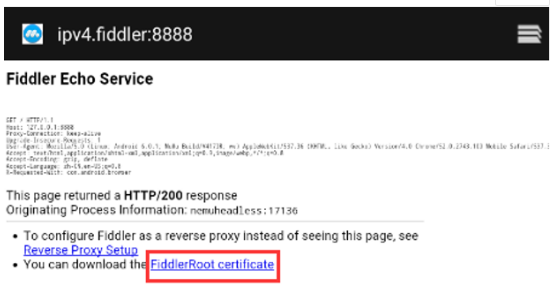 ipv4.fiddler:8888
Fiddler Echo Service
GET / HTTP/1.1
Host: 127.0.0.1:8888
Proxy-Connection: keep-alive
Upgrade-Insecure-Requests: 1
User-Agent: Mozilla/5.0 (Linux; Android 6.0.1; MuMu Build/V417IR; wv) AppleWebKit/537.36 (KHTML, like Gecko) Version/4.0 Chrome/52.0.2743.100 Mobile Safari/537.3
Accept: text/html,application/xhtml+xml,application/xml;q=0.9,image/webp,*/*;q=0.8
Accept-Encoding: gzip, deflate
Accept-Language: zh-CN,en-US;q=0.8
X-Requested-With: com.android.browser
This page returned a HTTP/200 response
Originating Process Information: nemuheadless:17136
• To configure Fiddler as a reverse proxy instead of seeing this page, see
Reverse Proxy Setup
• You can download the FiddlerRoot certificate